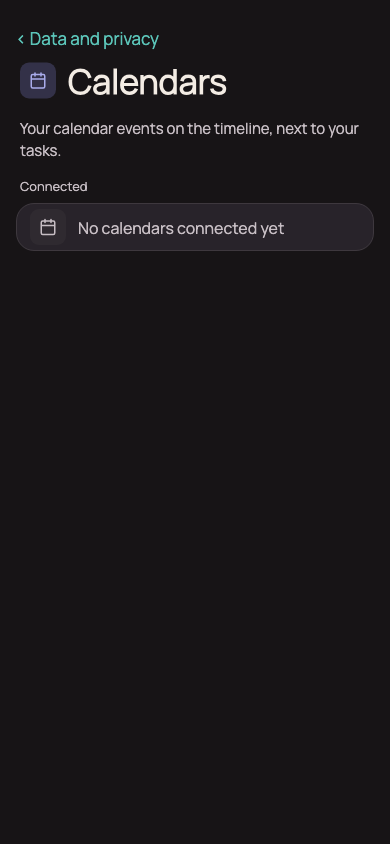 Data and privacy
Calendars
Your calendar events on the timeline, next to your
tasks.
Connected
No calendars connected yet